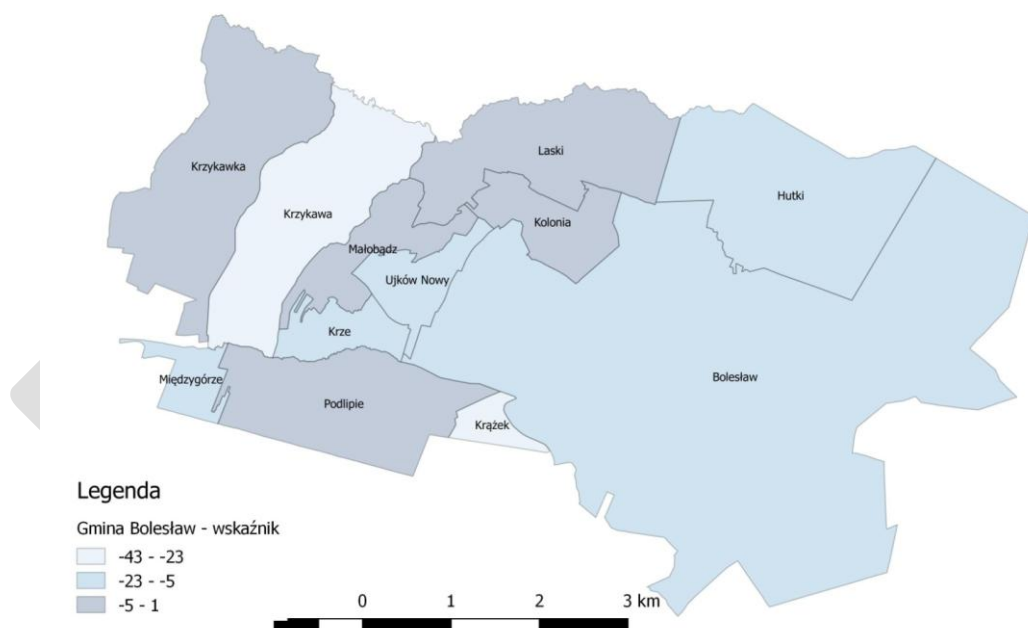 Krzykawka
Krzykawa
Laski
Kolonia
Hutki
Małobądz
Ujków Nowy
Krze
Międzygórze
Podlipie
Krążek
Bolesław
Legenda
Gmina Bolesław - wskaźnik
-43 - -23
-23 - -5
-5 - 1
0 1 2 3 km